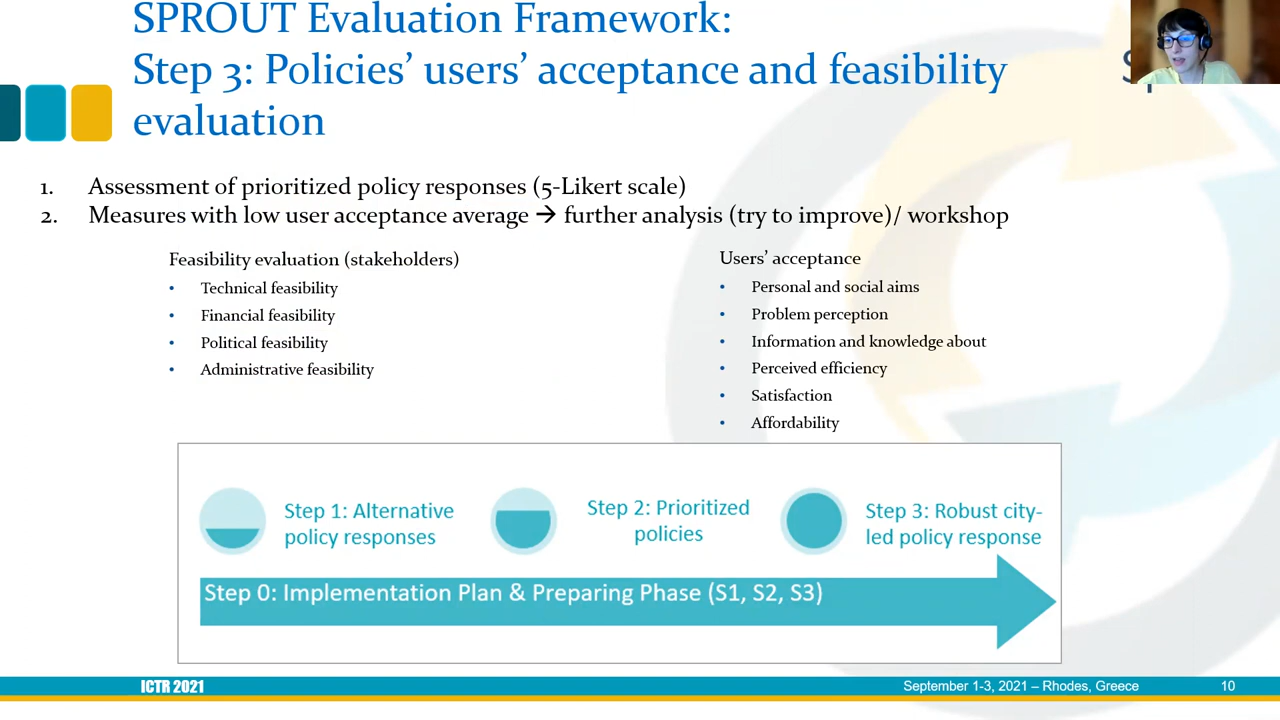 SPROUT Evaluation Framework:
Step 3: Policies’ users’ acceptance and feasibility
evaluation
1. Assessment of prioritized policy responses (5-Likert scale)
2. Measures with low user acceptance average → further analysis (try to improve)/ workshop
Feasibility evaluation (stakeholders)
• Technical feasibility
• Financial feasibility
• Political feasibility
• Administrative feasibility
Users’ acceptance
• Personal and social aims
• Problem perception
• Information and knowledge about
• Perceived efficiency
• Satisfaction
• Affordability
Step 1: Alternative
policy responses
Step 2: Prioritized
policies
Step 3: Robust city-
led policy response
Step 0: Implementation Plan & Preparing Phase (S1, S2, S3)
ICTR 2021
September 1-3, 2021 – Rhodes, Greece
10